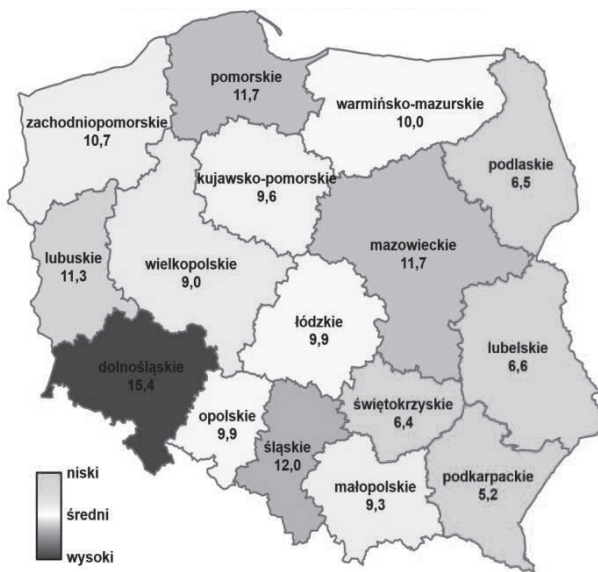 pomorskie
11,7
warmińsko-mazurskie
10,0
zachodniopomorskie
10,7
podlaskie
6,5
kujawsko-pomorskie
9,6
mazowieckie
11,7
lubuskie
11,3
wielkopolskie
9,0
łódzkie
9,9
lubelskie
6,6
dolnośląskie
15,4
opolskie
9,9
śląskie
12,0
świętokrzyskie
6,4
małopolskie
9,3
podkarpackie
5,2
niski
średni
wysoki